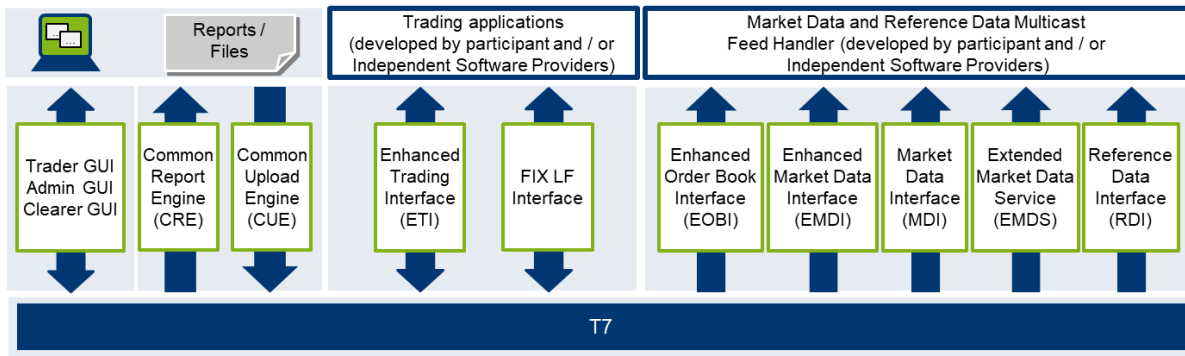 Reports /
Files
Trading applications
(developed by participant and / or
Independent Software Providers)
Market Data and Reference Data Multicast
Feed Handler (developed by participant and / or
Independent Software Providers)
Trader GUI
Admin GUI
Clearer GUI
Common
Report
Engine
(CRE)
Common
Upload
Engine
(CUE)
Enhanced
Trading
Interface
(ETI)
FIX LF
Interface
Enhanced
Order Book
Interface
(EOBI)
Enhanced
Market Data
Interface
(EMDI)
Market
Data
Interface
(MDI)
Extended
Market Data
Service
(EMDS)
Reference
Data
Interface
(RDI)
T7